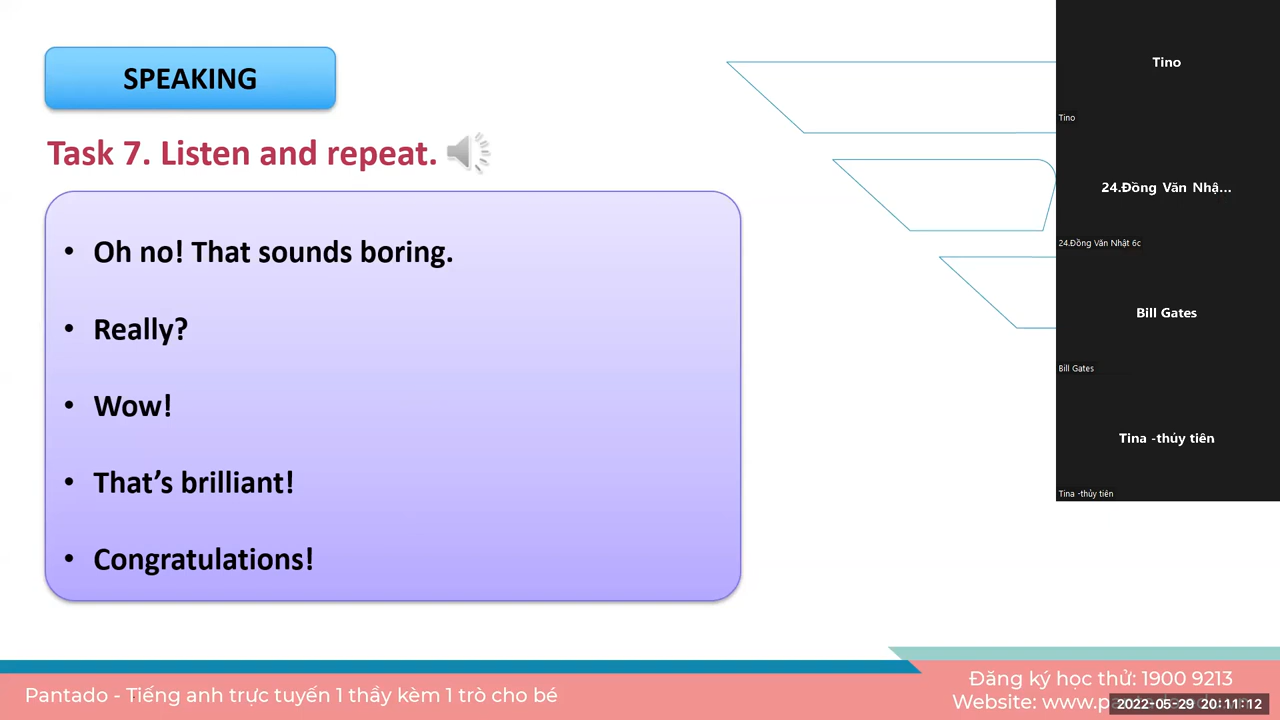 SPEAKING
Task 7. Listen and repeat.
• Oh no! That sounds boring.
• Really?
• Wow!
• That’s brilliant!
• Congratulations!
Tino
Tino
24.Đồng Văn Nhậ...
24.Đồng Văn Nhật 6c
Bill Gates
Bill Gates
Tina -thủy tiên
Tina -thủy tiên
Pantado - Tiếng anh trực tuyến 1 thầy kèm 1 trò cho bé
Đăng ký học thử: 1900 9213
Website:
2022-05-29 20:11:12